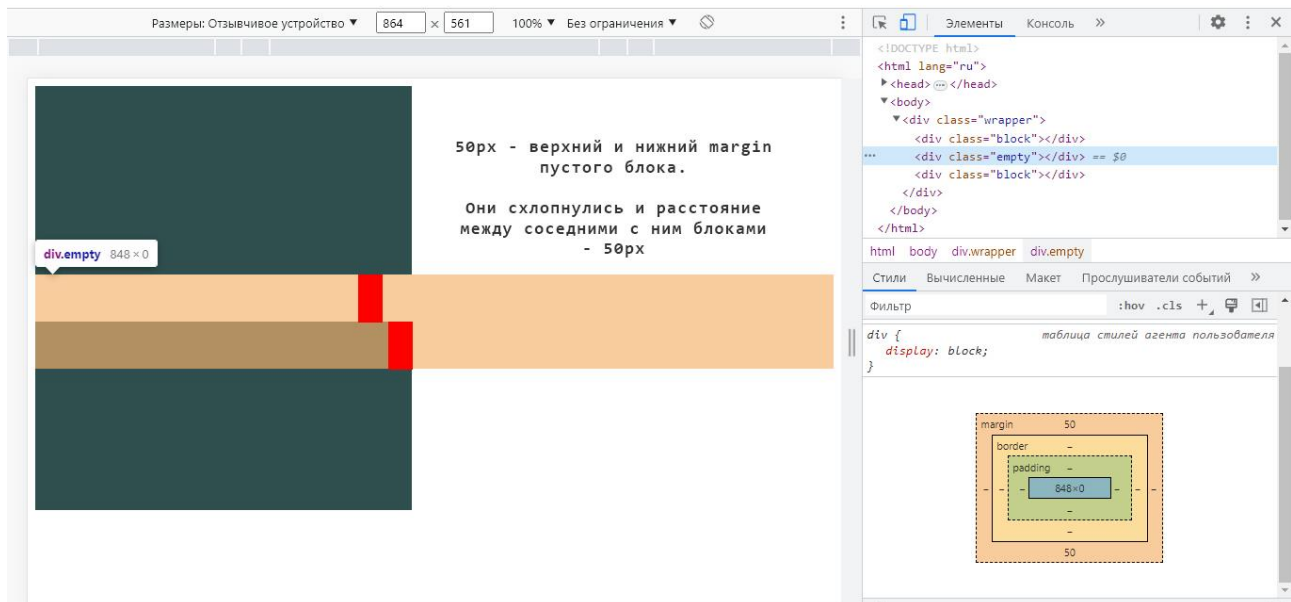 Размеры: Отзывчивое устройство ▼ 864 × 561 100% ▼ Без ограничения ▼
Элементы Консоль »
<!DOCTYPE html>
<html lang="ru">
<head> ⋯ </head>
<body>
<div class="wrapper">
<div class="block"></div>
<div class="empty"></div> == $0
<div class="block"></div>
</div>
</body>
</html>
html body div.wrapper div.empty
Стили Вычисленные Макет Прослушиватели событий »
Фильтр :hov .cls +
div { таблица стилей агента пользователя
display: block;
}
margin 50
border –
padding –
– – – 848×0 – – –
–
–
50
50px - верхний и нижний margin
пустого блока.
Они схлопнулись и расстояние
между соседними с ним блоками
- 50px
div.empty 848 × 0